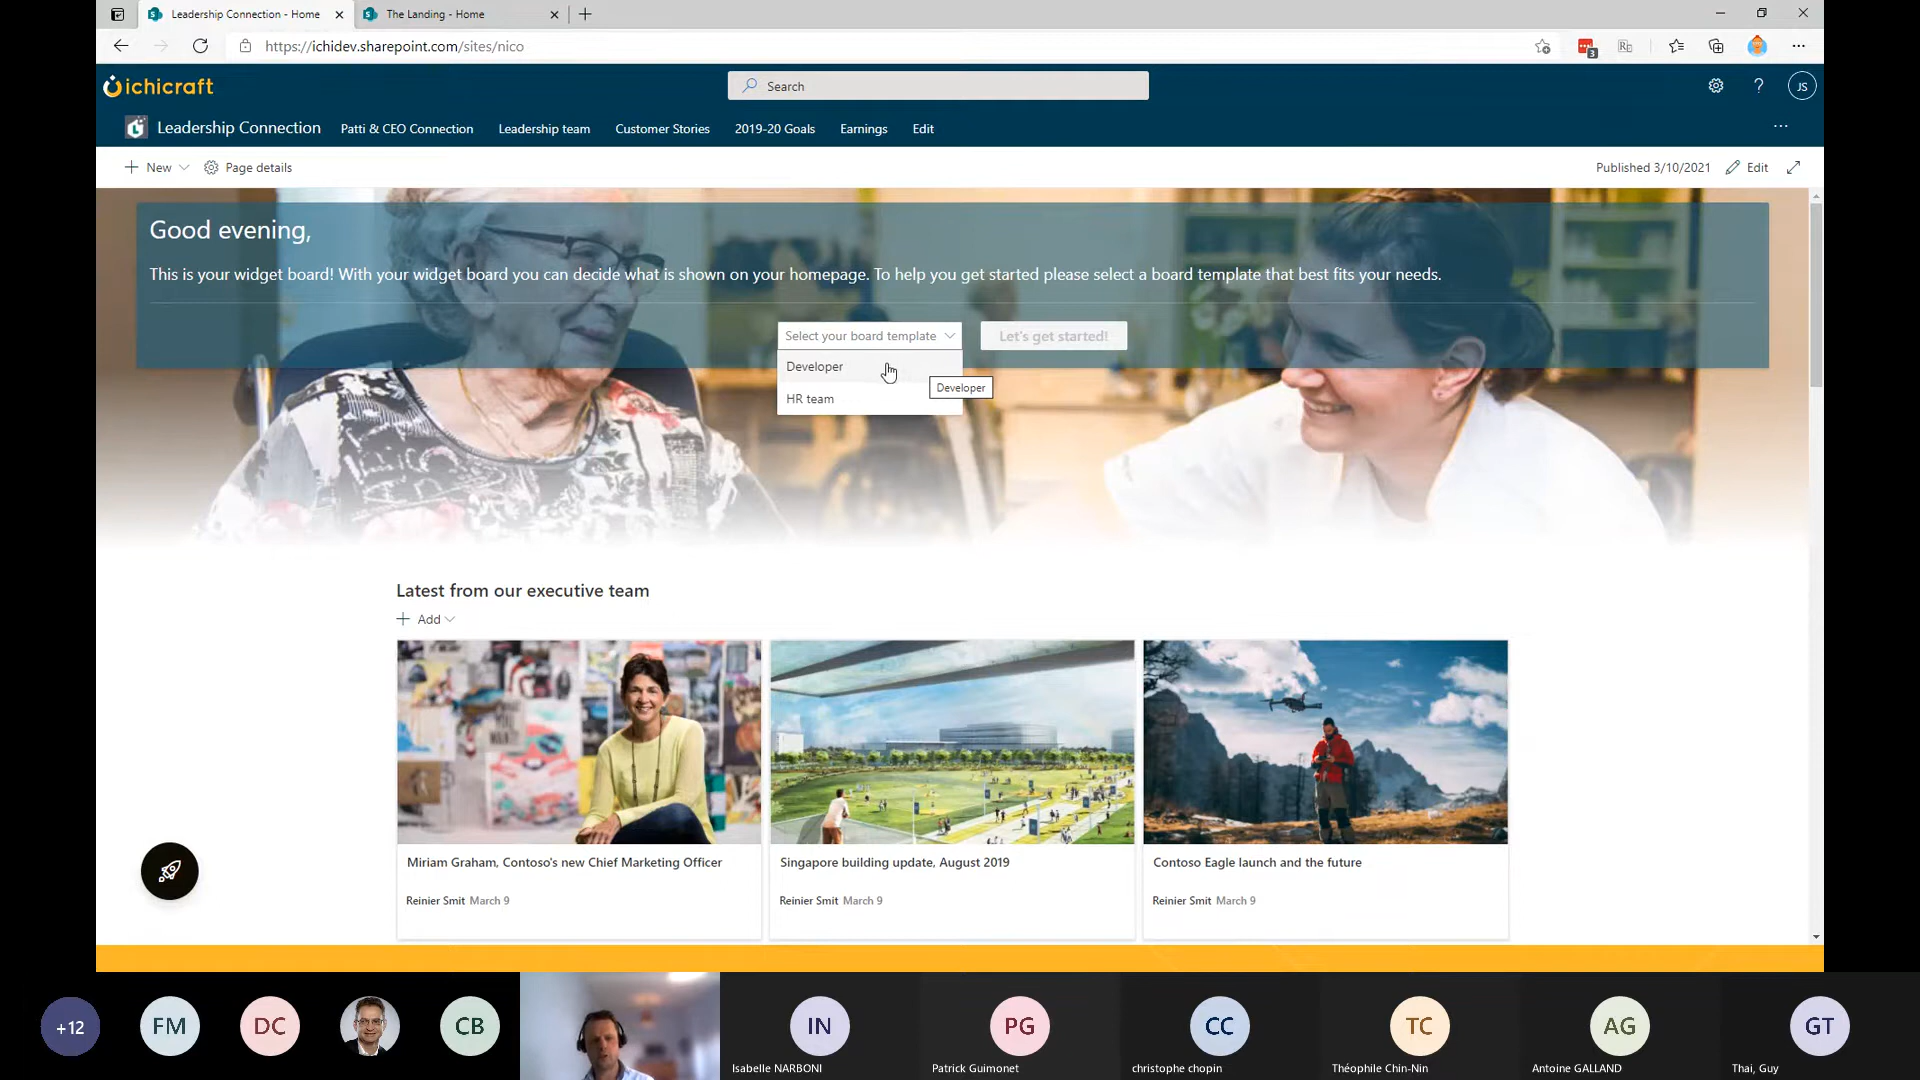 Leadership Connection - Home
The Landing - Home
https://ichidev.sharepoint.com/sites/nico
3
ichicraft
Search
?
JS
Leadership Connection
Patti & CEO Connection
Leadership team
Customer Stories
2019-20 Goals
Earnings
Edit
New
Page details
Published 3/10/2021
Edit
Good evening,
This is your widget board! With your widget board you can decide what is shown on your homepage. To help you get started please select a board template that best fits your needs.
Select your board template
Let's get started!
Developer
Developer
HR team
Latest from our executive team
Add
Miriam Graham, Contoso's new Chief Marketing Officer
Singapore building update, August 2019
Contoso Eagle launch and the future
Reinier Smit March 9
Reinier Smit March 9
Reinier Smit March 9
+12
FM
DC
CB
IN
PG
CC
TC
AG
GT
Isabelle NARBONI
Patrick Guimonet
christophe chopin
Théophile Chin-Nin
Antoine GALLAND
Thai, Guy